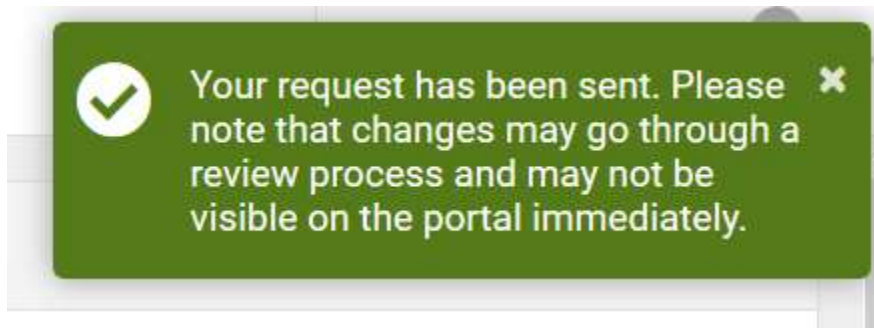 Your request has been sent. Please
note that changes may go through a
review process and may not be
visible on the portal immediately.